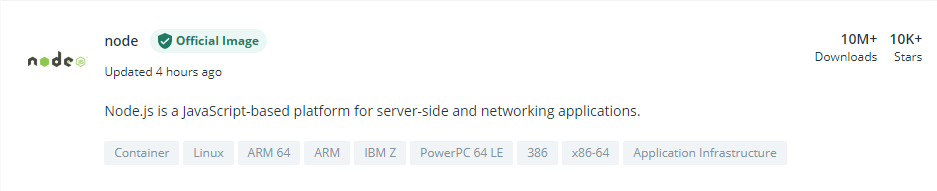 node Official Image 10M+ 10K+
node JS Updated 4 hours ago Downloads Stars
Node.js is a JavaScript-based platform for server-side and networking applications.
Container Linux ARM 64 ARM IBM Z PowerPC 64 LE 386 x86-64 Application Infrastructure